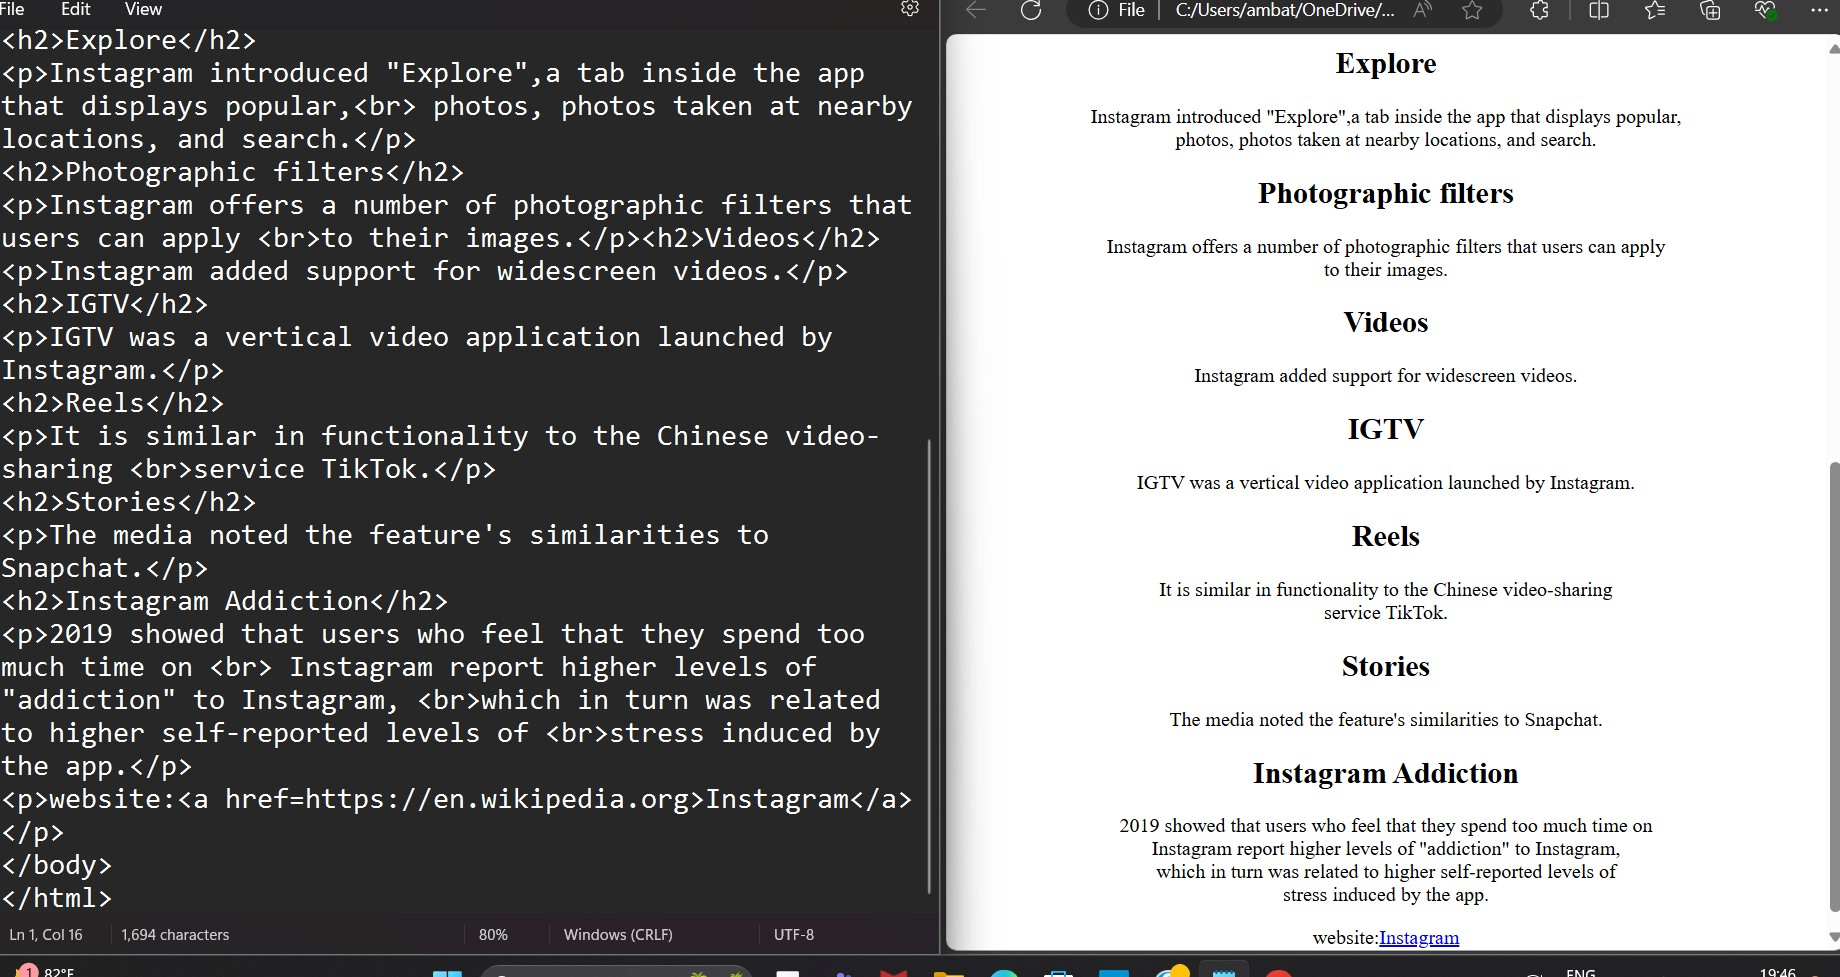 File Edit View
<h2>Explore</h2>
<p>Instagram introduced "Explore",a tab inside the app
that displays popular,<br> photos, photos taken at nearby
locations, and search.</p>
<h2>Photographic filters</h2>
<p>Instagram offers a number of photographic filters that
users can apply <br>to their images.</p><h2>Videos</h2>
<p>Instagram added support for widescreen videos.</p>
<h2>IGTV</h2>
<p>IGTV was a vertical video application launched by
Instagram.</p>
<h2>Reels</h2>
<p>It is similar in functionality to the Chinese video-
sharing <br>service TikTok.</p>
<h2>Stories</h2>
<p>The media noted the feature's similarities to
Snapchat.</p>
<h2>Instagram Addiction</h2>
<p>2019 showed that users who feel that they spend too
much time on <br> Instagram report higher levels of
"addiction" to Instagram, <br>which in turn was related
to higher self-reported levels of <br>stress induced by
the app.</p>
<p>website:<a href=https://en.wikipedia.org>Instagram</a>
</p>
</body>
</html>
Ln 1, Col 16 1,694 characters 80% Windows (CRLF) UTF-8
File C:/Users/ambat/OneDrive/...
Explore
Instagram introduced "Explore",a tab inside the app that displays popular,
photos, photos taken at nearby locations, and search.
Photographic filters
Instagram offers a number of photographic filters that users can apply
to their images.
Videos
Instagram added support for widescreen videos.
IGTV
IGTV was a vertical video application launched by Instagram.
Reels
It is similar in functionality to the Chinese video-sharing
service TikTok.
Stories
The media noted the feature's similarities to Snapchat.
Instagram Addiction
2019 showed that users who feel that they spend too much time on
Instagram report higher levels of "addiction" to Instagram,
which in turn was related to higher self-reported levels of
stress induced by the app.
website:Instagram
1 82°F ENG 19:46